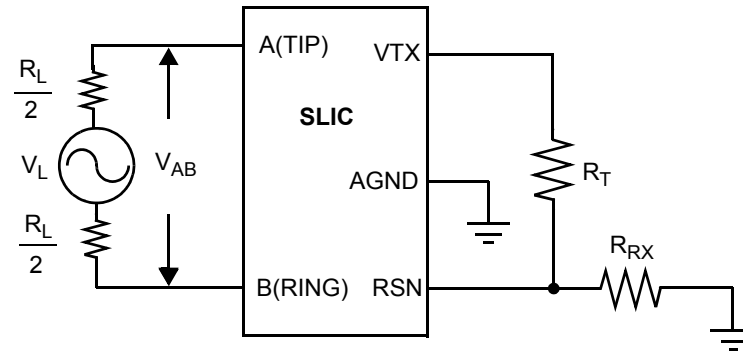 A(TIP)
VTX
R_L
2
SLIC
V_L
V_AB
AGND
R_T
R_L
2
R_RX
B(RING)
RSN